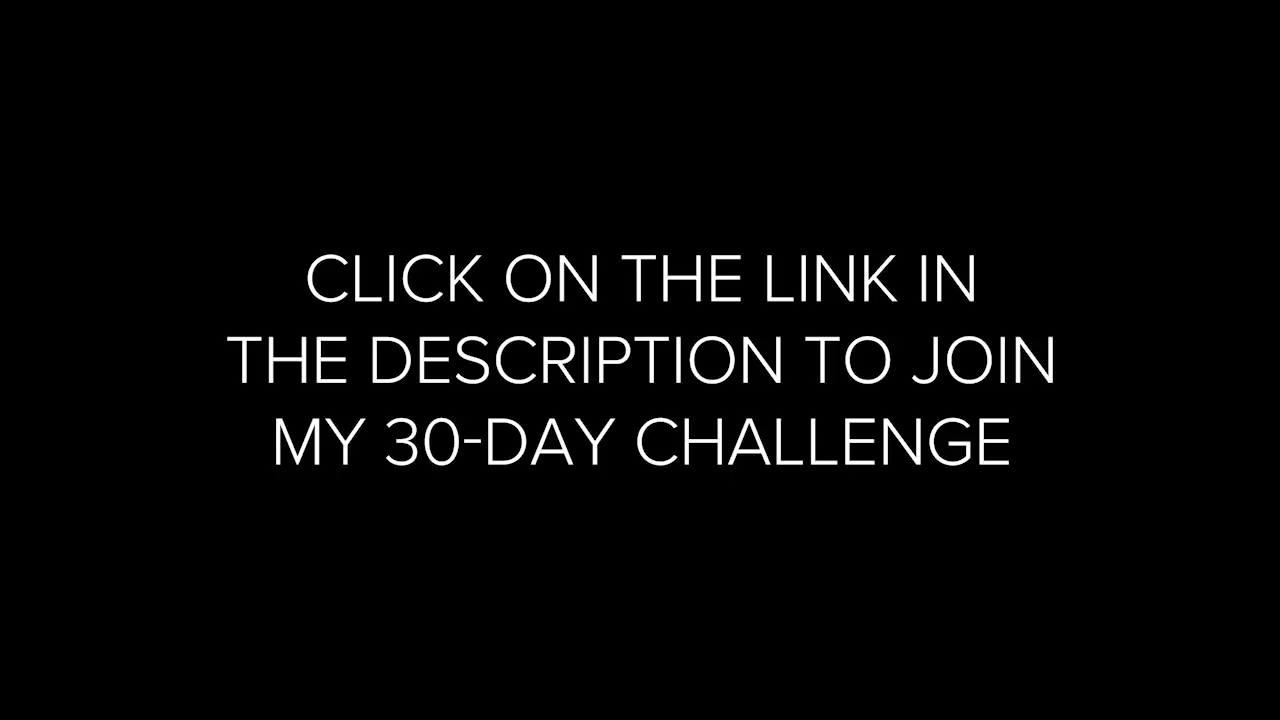 CLICK ON THE LINK IN
THE DESCRIPTION TO JOIN
MY 30-DAY CHALLENGE